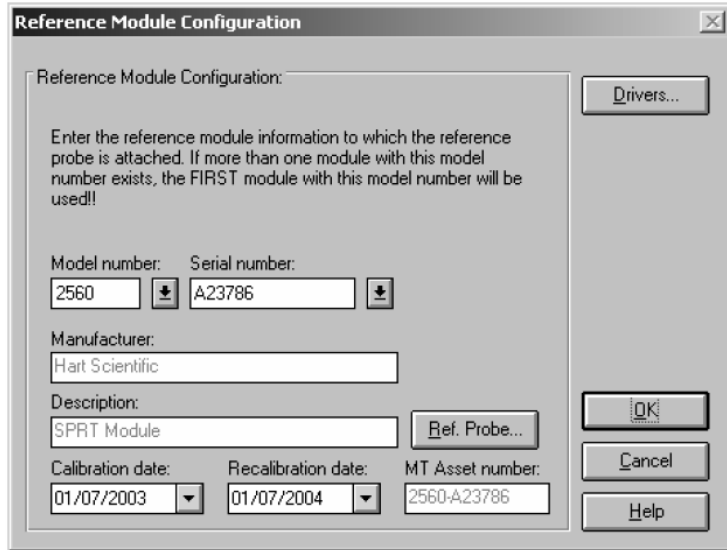 Reference Module Configuration
Reference Module Configuration:
Drivers...
Enter the reference module information to which the reference
probe is attached. If more than one module with this model
number exists, the FIRST module with this model number will be
used!!
Model number: Serial number:
2560 A23786
Manufacturer:
Hart Scientific
Description:
SPRT Module
Ref. Probe...
OK
Calibration date: Recalibration date: MT Asset number:
Cancel
01/07/2003 01/07/2004 2560-A23786
Help